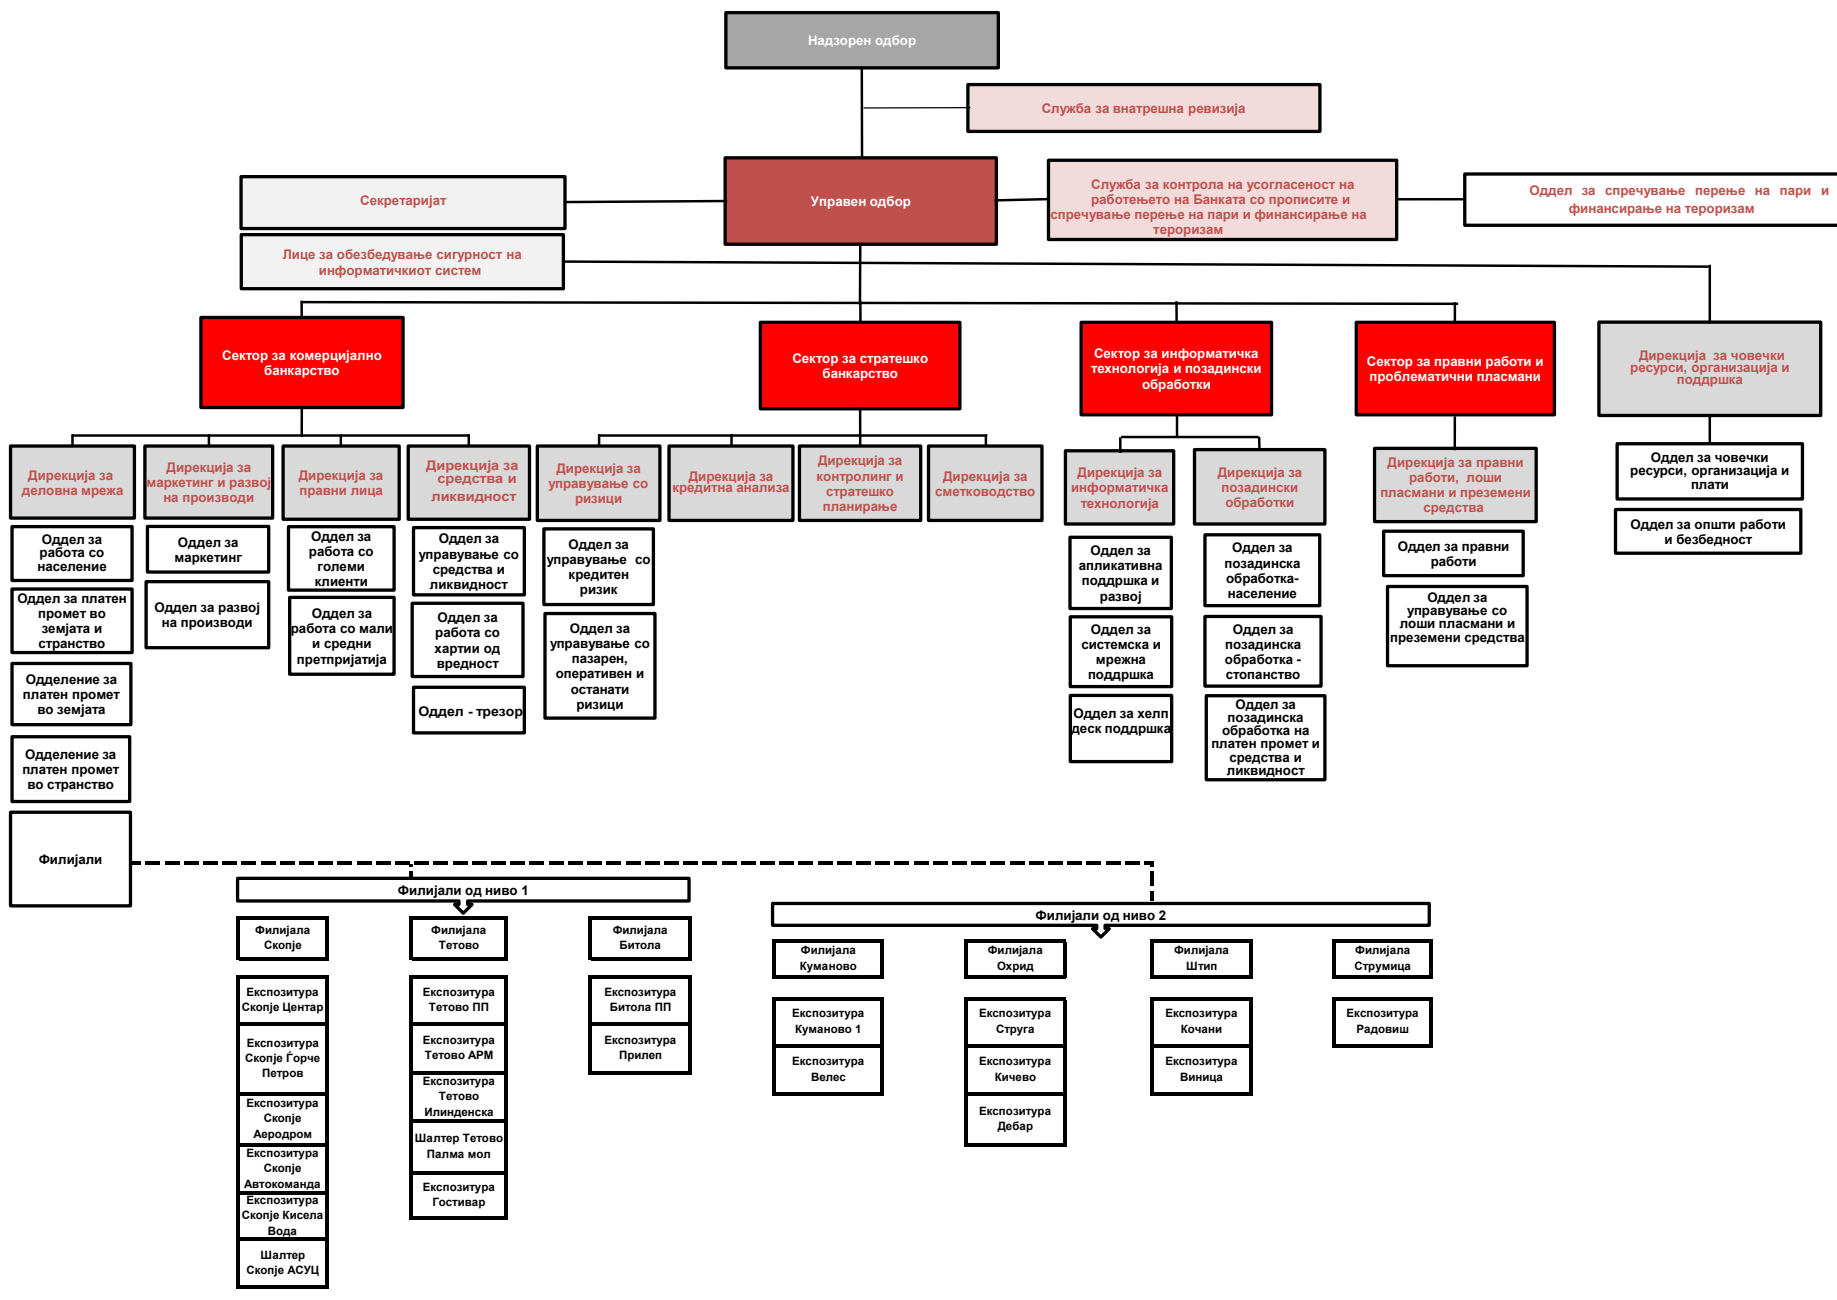 Надзорен одбор
Служба за внатрешна ревизија
Секретаријат
Управен одбор
Служба за контрола на усогласеност на
работењето на Банката со прописите и
спречување перење на пари и финансирање на
тероризам
Оддел за спречување перење на пари и
финансирање на тероризам
Лице за обезбедување сигурност на
информатичкиот систем
Сектор за комерцијално
банкарство
Сектор за стратешко
банкарство
Сектор за информатичка
технологија и позадински
обработки
Сектор за правни работи и
проблематични пласмани
Дирекција за човечки
ресурси, организација и
поддршка
Дирекција за
деловна мрежа
Дирекција за
маркетинг и развој
на производи
Дирекција за
правни лица
Дирекција за
средства и
ликвидност
Дирекција за
управување со
ризици
Дирекција за
кредитна анализа
Дирекција за
контролинг и
стратешко
планирање
Дирекција за
сметководство
Дирекција за
информатичка
технологија
Дирекција за
позадински
обработки
Дирекција за правни
работи, лоши
пласмани и преземени
средства
Оддел за човечки
ресурси, организација и
плати
Оддел за општи работи
и безбедност
Оддел за
работа со
население
Оддел за платен
промет во
земјата и
странство
Одделение за
платен промет
во земјата
Одделение за
платен промет
во странство
Филијали
Оддел за
маркетинг
Оддел за развој
на производи
Оддел за
работа со
големи
клиенти
Оддел за
работа со мали
и средни
претпријатија
Оддел за
управување со
средства и
ликвидност
Оддел за
работа со
хартии од
вредност
Оддел - трезор
Оддел за
управување со
кредитен
ризик
Оддел за
управување со
пазарен,
оперативен и
останати
ризици
Оддел за
апликативна
поддршка и
развој
Оддел за
системска и
мрежна
поддршка
Оддел за хелп
деск поддршка
Оддел за
позадинска
обработка-
население
Оддел за
позадинска
обработка -
стопанство
Оддел за
позадинска
обработка на
платен промет и
средства и
ликвидност
Оддел за правни
работи
Оддел за
управување со
лоши пласмани и
преземени средства
Филијали од ниво 1
Филијала
Скопје
Експозитура
Скопје Центар
Експозитура
Скопје Ѓорче
Петров
Експозитура
Скопје
Аеродром
Експозитура
Скопје
Автокоманда
Експозитура
Скопје Кисела
Вода
Шалтер
Скопје АСУЦ
Филијала
Тетово
Експозитура
Тетово ПП
Експозитура
Тетово АРМ
Експозитура
Тетово
Илинденска
Шалтер Тетово
Палма мол
Експозитура
Гостивар
Филијала
Битола
Експозитура
Битола ПП
Експозитура
Прилеп
Филијали од ниво 2
Филијала
Куманово
Експозитура
Куманово 1
Експозитура
Велес
Филијала
Охрид
Експозитура
Струга
Експозитура
Кичево
Експозитура
Дебар
Филијала
Штип
Експозитура
Кочани
Експозитура
Виница
Филијала
Струмица
Експозитура
Радовиш